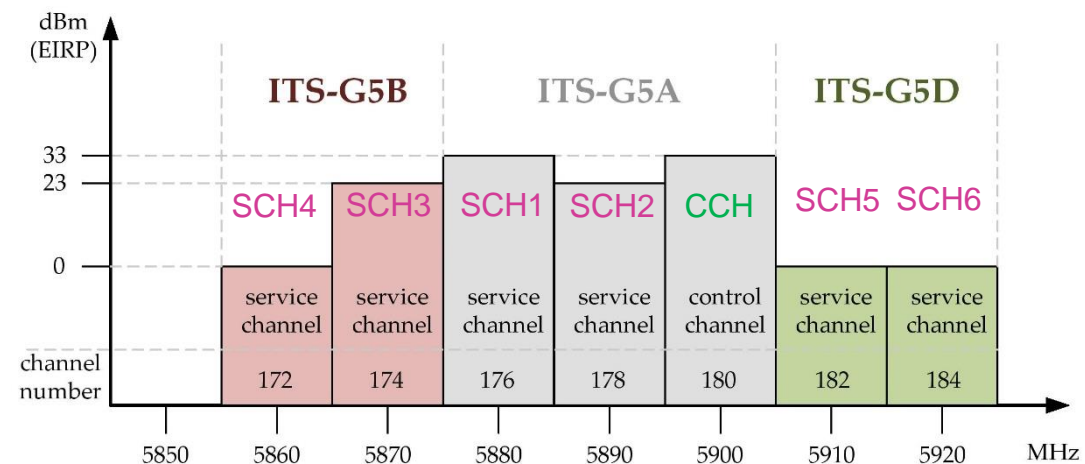 dBm
(EIRP)
ITS-G5B
ITS-G5A
ITS-G5D
33
23
0
SCH4
SCH3
SCH1
SCH2
CCH
SCH5
SCH6
service
channel
service
channel
service
channel
service
channel
control
channel
service
channel
service
channel
channel
number
172
174
176
178
180
182
184
5850
5860
5870
5880
5890
5900
5910
5920
MHz